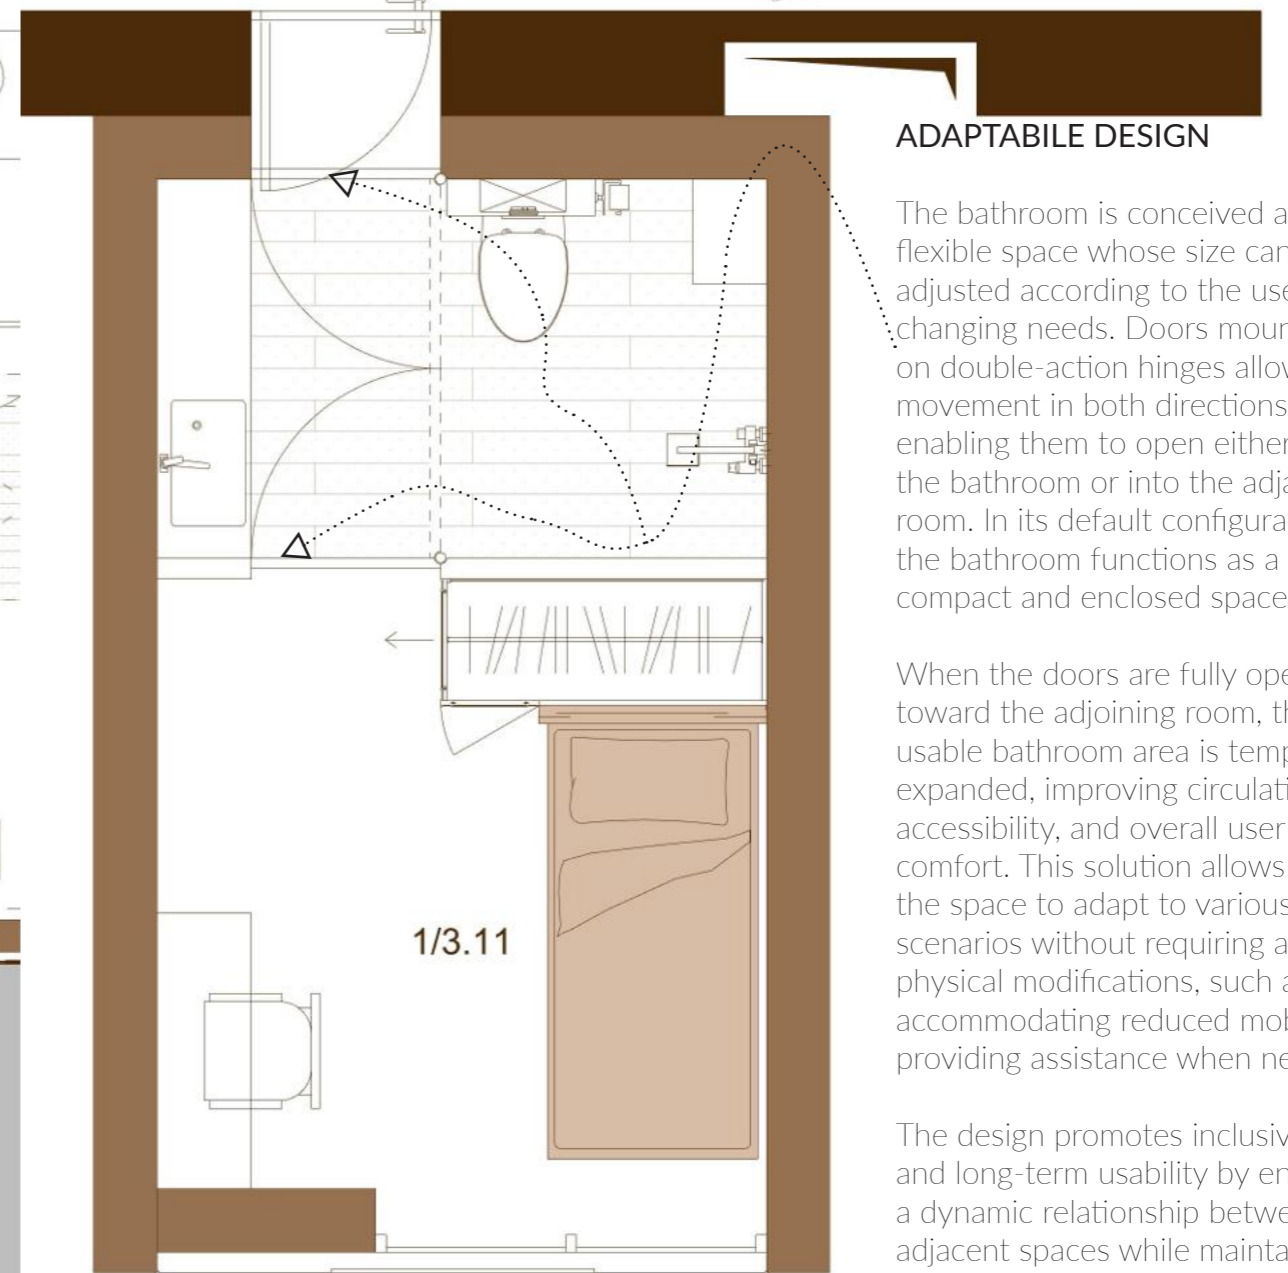 ADAPTABILE DESIGN
The bathroom is conceived a
flexible space whose size can
adjusted according to the use
changing needs. Doors moun
on double-action hinges allow
movement in both directions
enabling them to open either
the bathroom or into the adja
room. In its default configura
the bathroom functions as a
compact and enclosed space
When the doors are fully ope
toward the adjoining room, th
usable bathroom area is temp
expanded, improving circulati
accessibility, and overall user
comfort. This solution allows
the space to adapt to various
scenarios without requiring a
physical modifications, such a
accommodating reduced mob
providing assistance when ne
The design promotes inclusiv
and long-term usability by en
a dynamic relationship betwe
adjacent spaces while mainta
1/3.11